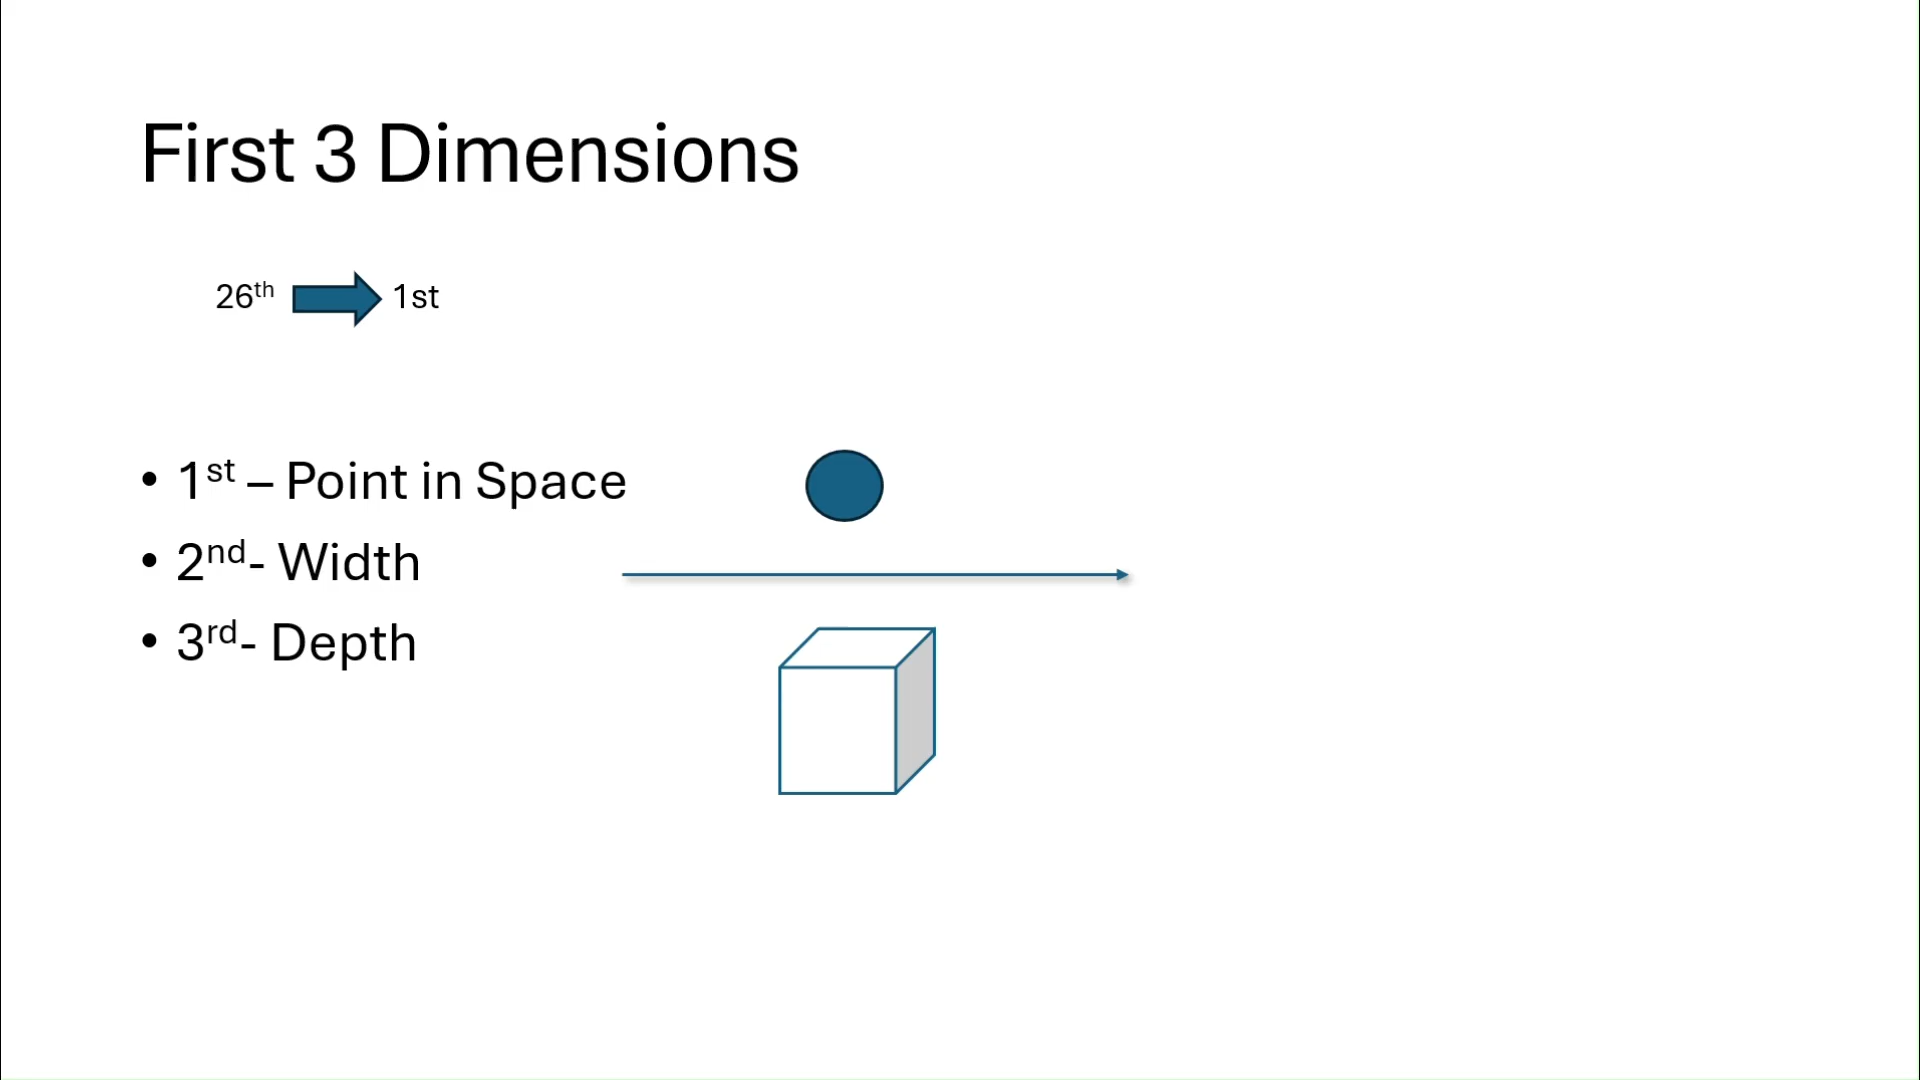 First 3 Dimensions
26th 1st
• 1st – Point in Space
• 2nd- Width
• 3rd- Depth